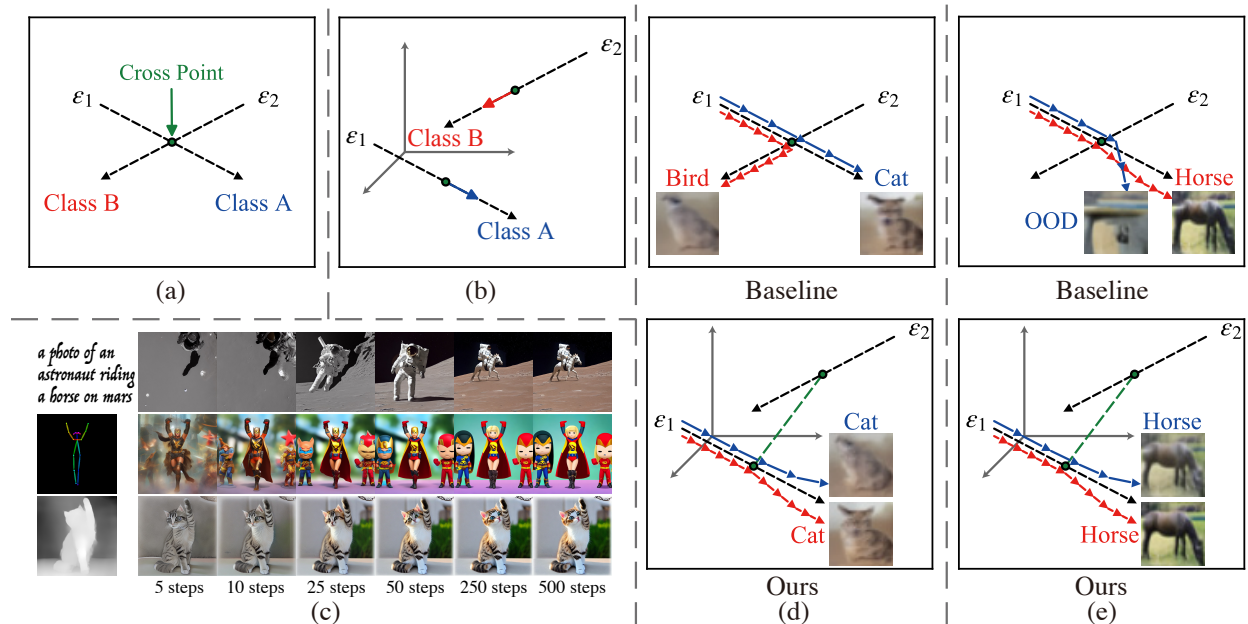 Cross Point
ε₁
ε₂
Class B
Class A
(a)
ε₂
ε₁
Class B
Class A
(b)
ε₁
ε₂
Bird
Cat
Baseline
ε₁
ε₂
Horse
OOD
Baseline
a photo of an
astronaut riding
a horse on mars
5 steps 10 steps 25 steps 50 steps 250 steps 500 steps
(c)
ε₂
ε₁
Cat
Cat
Ours
(d)
ε₂
ε₁
Horse
Horse
Ours
(e)